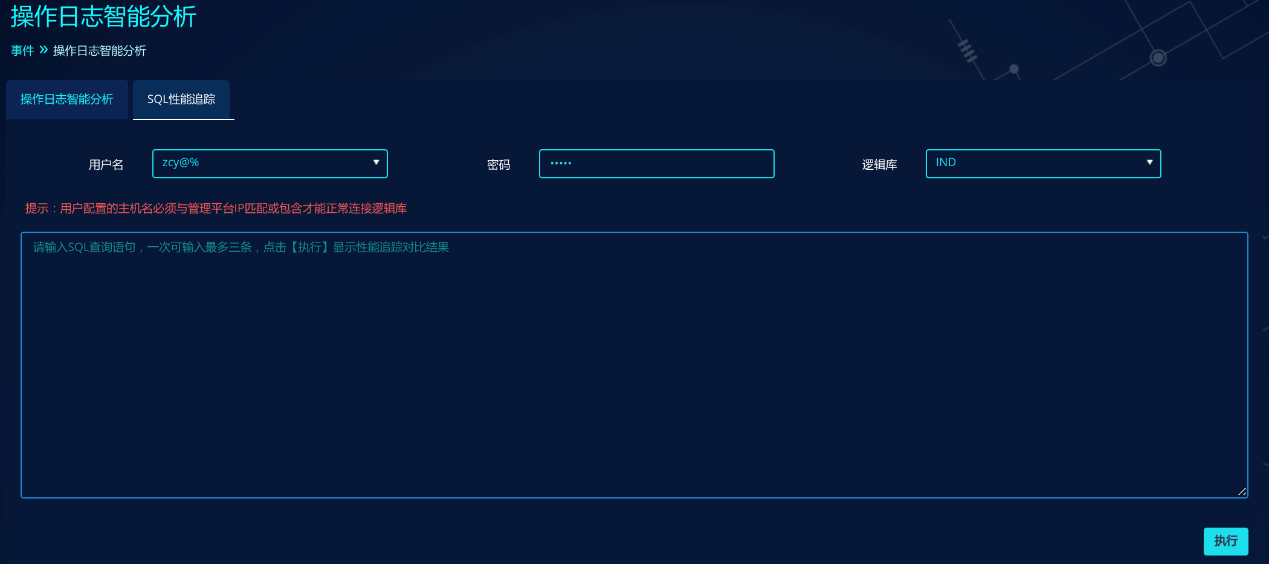 操作日志智能分析
事件 » 操作日志智能分析
操作日志智能分析 SQL性能追踪
用户名 zcy@% 密码 ••••• 逻辑库 IND
提示：用户配置的主机名必须与管理平台IP匹配或包含才能正常连接逻辑库
请输入SQL查询语句，一次可输入最多三条，点击【执行】显示性能追踪对比结果
执行